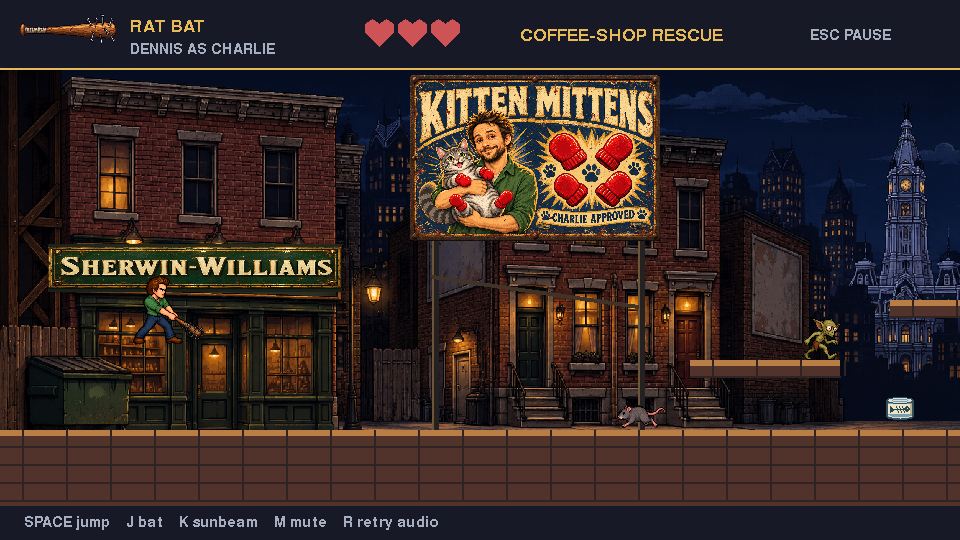 RAT BAT
DENNIS AS CHARLIE
COFFEE-SHOP RESCUE
ESC PAUSE
KITTEN MITTENS
CHARLIE APPROVED
SHERWIN-WILLIAMS
SPACE jump J bat K sunbeam M mute R retry audio